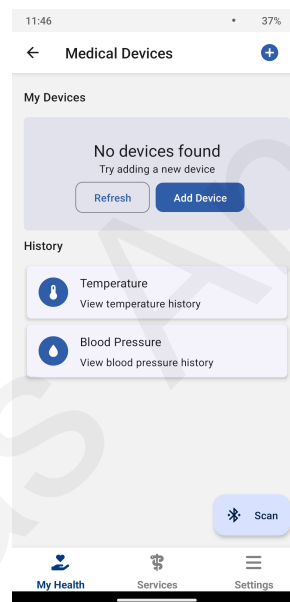 11:46
37%
Medical Devices
My Devices
No devices found
Try adding a new device
Refresh
Add Device
History
Temperature
View temperature history
Blood Pressure
View blood pressure history
Scan
My Health
Services
Settings